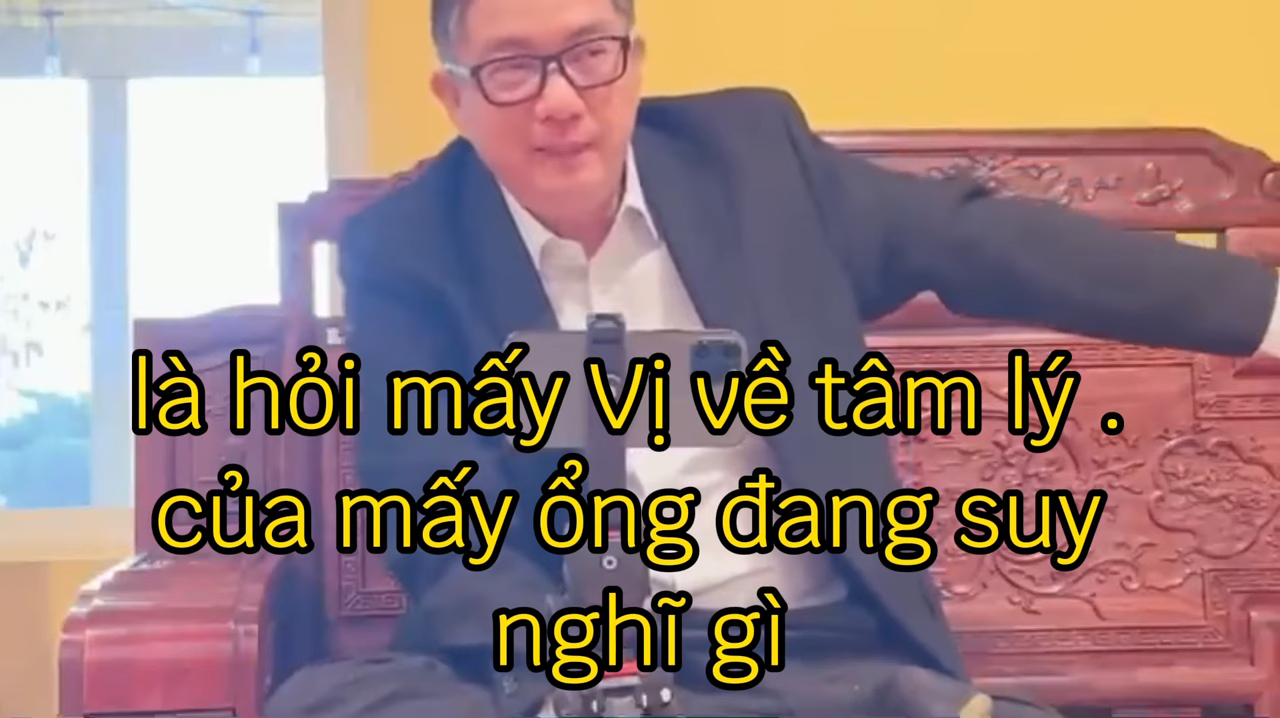 là hỏi mấy Vị về tâm lý .
của mấy ổng đang suy
nghĩ gì